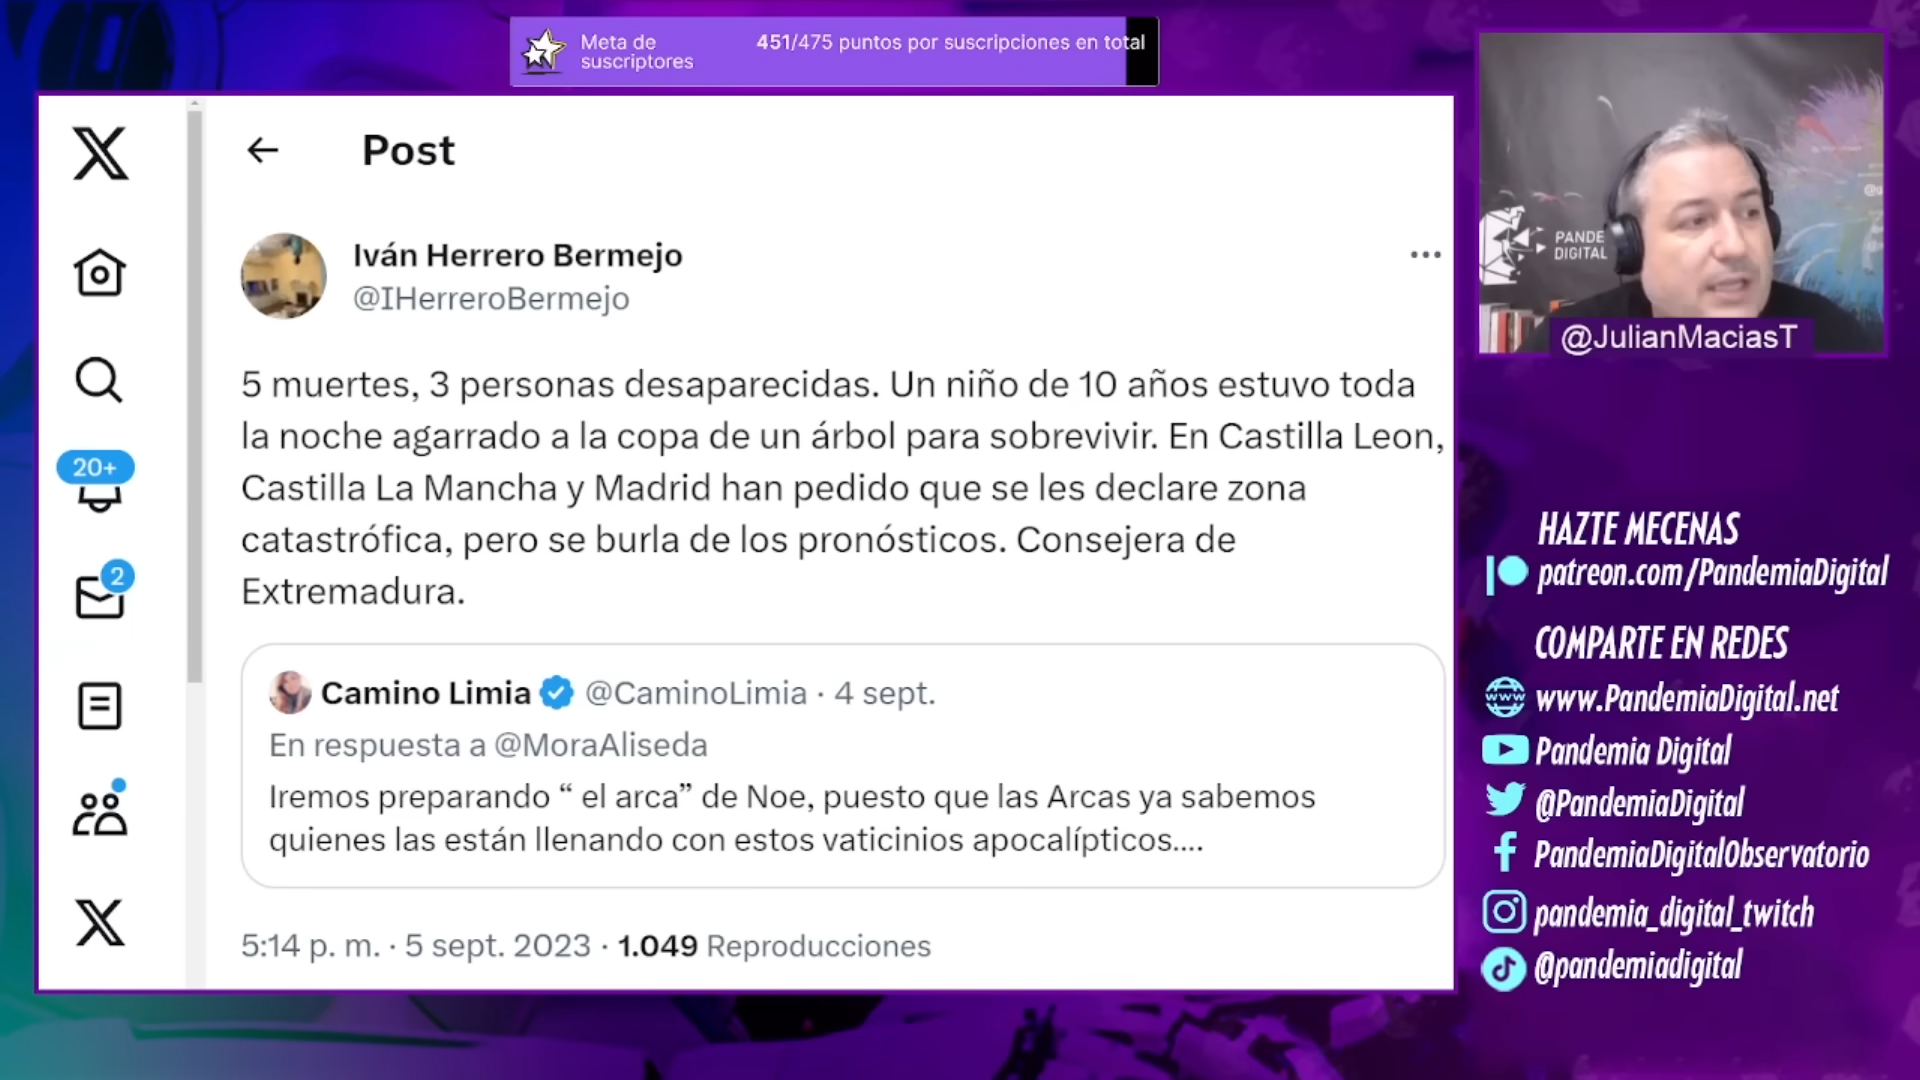 Meta de
suscriptores
451/475 puntos por suscripciones en total
Post
Iván Herrero Bermejo
@IHerreroBermejo
5 muertes, 3 personas desaparecidas. Un niño de 10 años estuvo toda
la noche agarrado a la copa de un árbol para sobrevivir. En Castilla Leon,
Castilla La Mancha y Madrid han pedido que se les declare zona
catastrófica, pero se burla de los pronósticos. Consejera de
Extremadura.
Camino Limia @CaminoLimia · 4 sept.
En respuesta a @MoraAliseda
Iremos preparando “ el arca” de Noe, puesto que las Arcas ya sabemos
quienes las están llenando con estos vaticinios apocalípticos....
5:14 p. m. · 5 sept. 2023 · 1.049 Reproducciones
20+
2
PANDE
DIGITAL
@JulianMaciasT
HAZTE MECENAS
patreon.com/PandemiaDigital
COMPARTE EN REDES
www.PandemiaDigital.net
Pandemia Digital
@PandemiaDigital
PandemiaDigitalObservatorio
pandemia_digital_twitch
@pandemiadigital